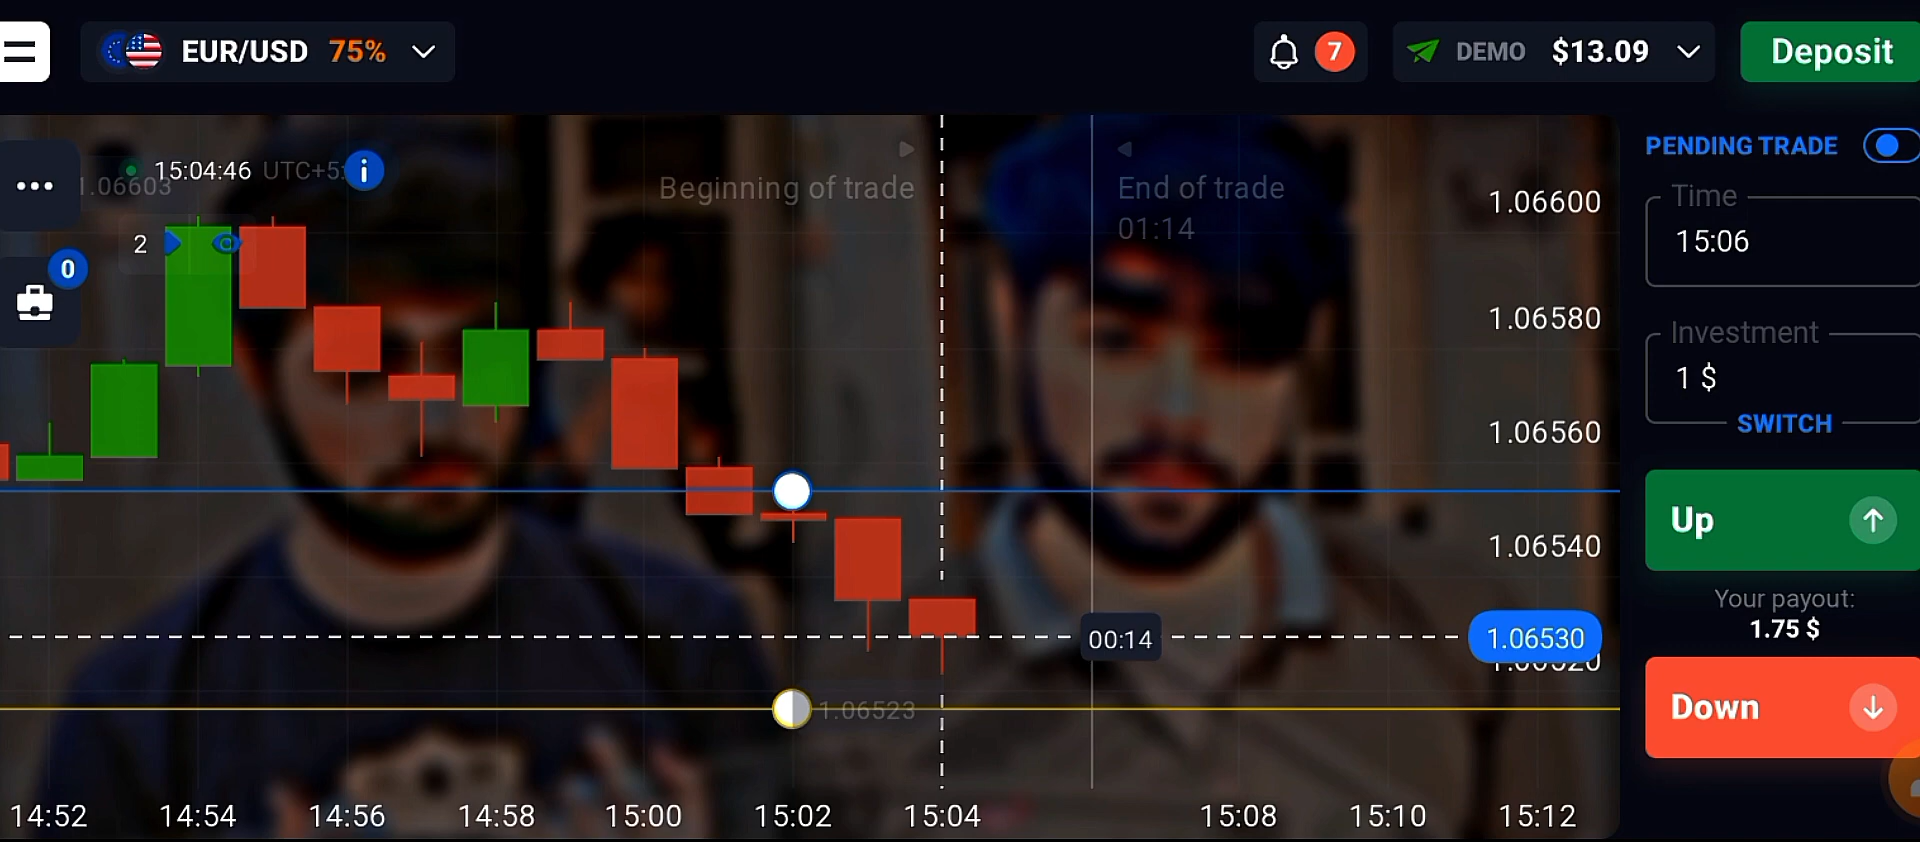 EUR/USD 75%
7
DEMO $13.09
Deposit
15:04:46 UTC+5:
i
1.06603
2
0
Beginning of trade
End of trade
01:14
1.06600
1.06580
1.06560
1.06540
1.06530
00:14
1.06523
14:52 14:54 14:56 14:58 15:00 15:02 15:04 15:08 15:10 15:12
PENDING TRADE
Time
15:06
Investment
1 $
SWITCH
Up
Your payout:
1.75 $
Down